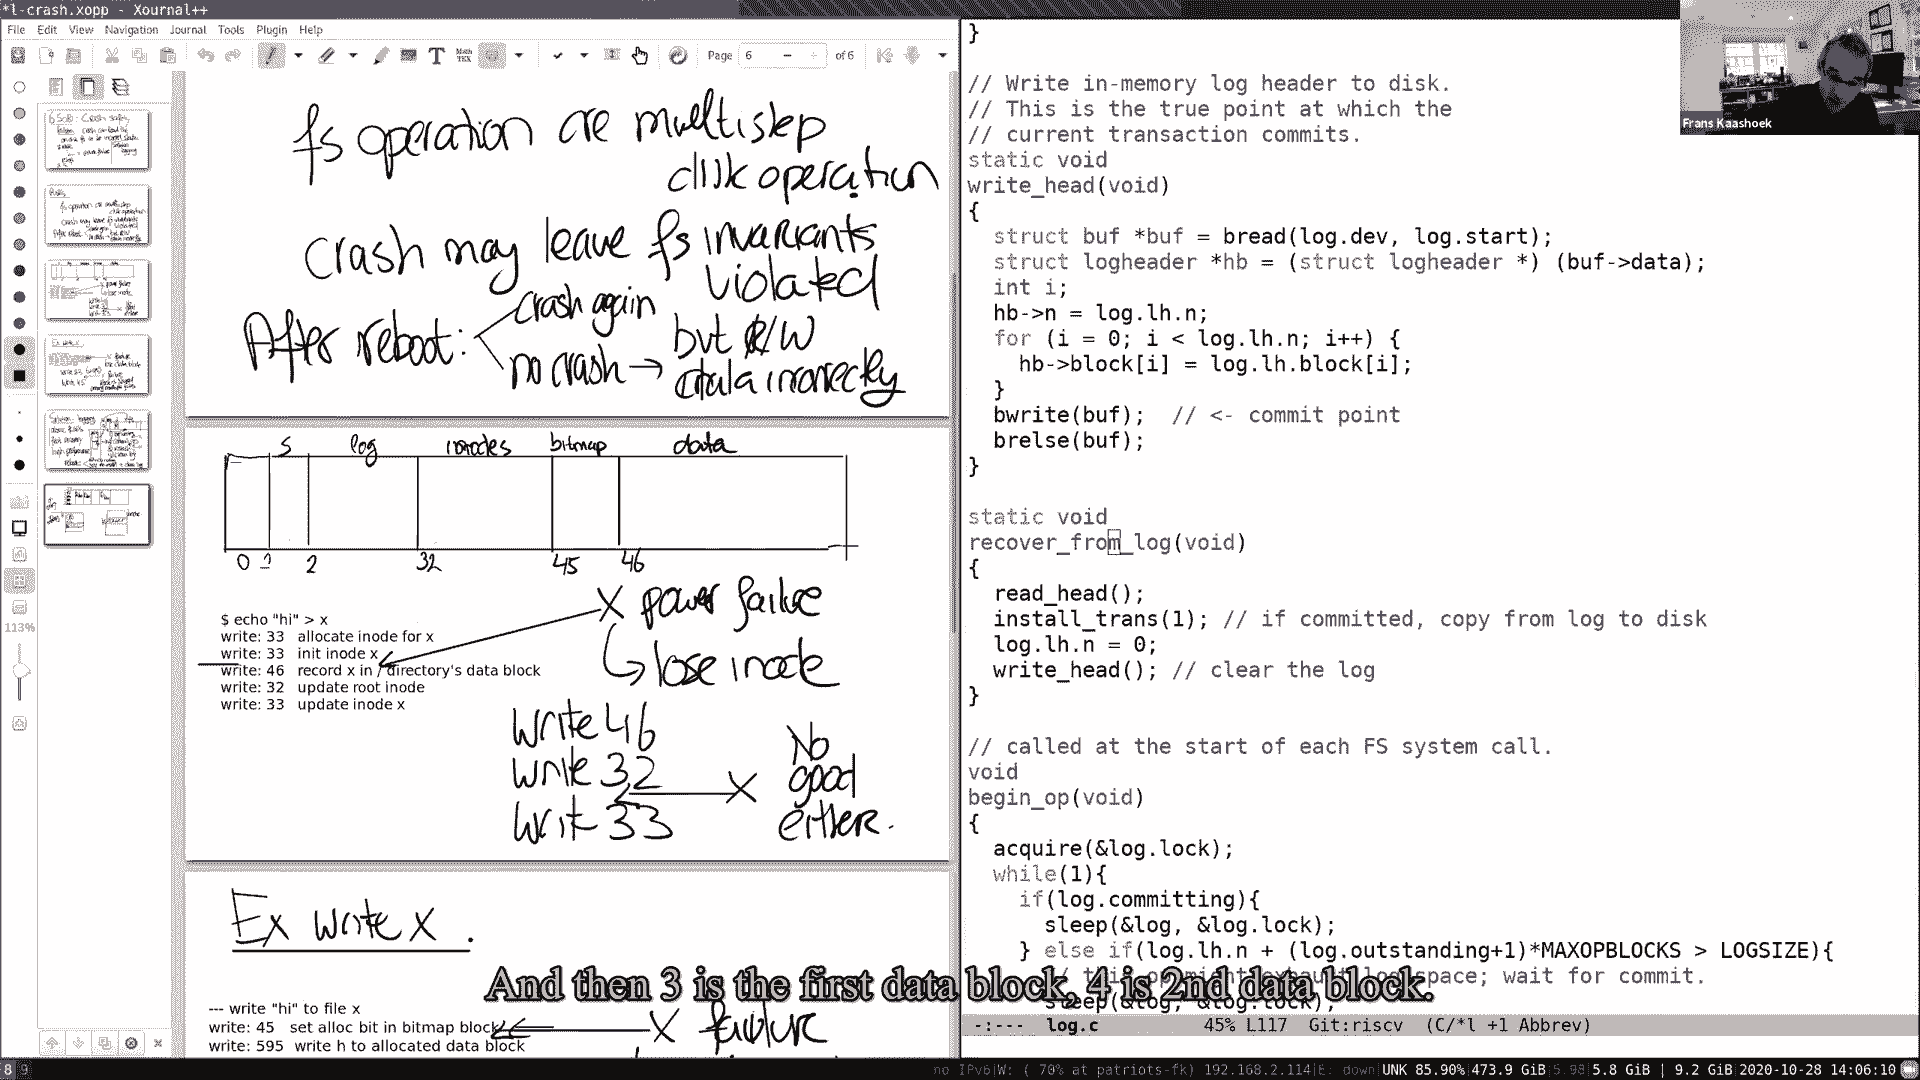 *l-crash.xopp - Xournal++
File Edit View Navigation Journal Tools Plugin Help
Page 6 of 6
113%
fs operation are multistep
disk operation
crash may leave fs invariants
violated
After reboot: crash again
no crash → but R/W
data incorrectly
S log inodes bitmap data
0 1 2 32 45 46
X power failure
lose inode
$ echo "hi" > x
write: 33 allocate inode for x
write: 33 init inode x
write: 46 record x in / directory's data block
write: 32 update root inode
write: 33 update inode x
write 46
write 32
writ 33
X
No
good
either.
Ex write x.
--- write "hi" to file x
write: 45 set alloc bit in bitmap block
write: 595 write h to allocated data block
X failure
}
// Write in-memory log header to disk.
// This is the true point at which the
// current transaction commits.
static void
write_head(void)
{
struct buf *buf = bread(log.dev, log.start);
struct logheader *hb = (struct logheader *) (buf->data);
int i;
hb->n = log.lh.n;
for (i = 0; i < log.lh.n; i++) {
hb->block[i] = log.lh.block[i];
}
bwrite(buf); // <- commit point
brelse(buf);
}
static void
recover_from_log(void)
{
read_head();
install_trans(1); // if committed, copy from log to disk
log.lh.n = 0;
write_head(); // clear the log
}
// called at the start of each FS system call.
void
begin_op(void)
{
acquire(&log.lock);
while(1){
if(log.committing){
sleep(&log, &log.lock);
} else if(log.lh.n + (log.outstanding+1)*MAXOPBLOCKS > LOGSIZE){
// this op might exhaust log space; wait for commit.
sleep(&log, &log.lock);
-:--- log.c 45% L117 Git:riscv (C/*l +1 Abbrev)
Frans Kaashoek
And then 3 is the first data block, 4 is 2nd data block.
8 9
no IPv6 W: ( 70% at patriots-fk) 192.168.2.114 E: down UNK 85.90% 473.9 GiB 5.98 5.8 GiB | 9.2 GiB 2020-10-28 14:06:10